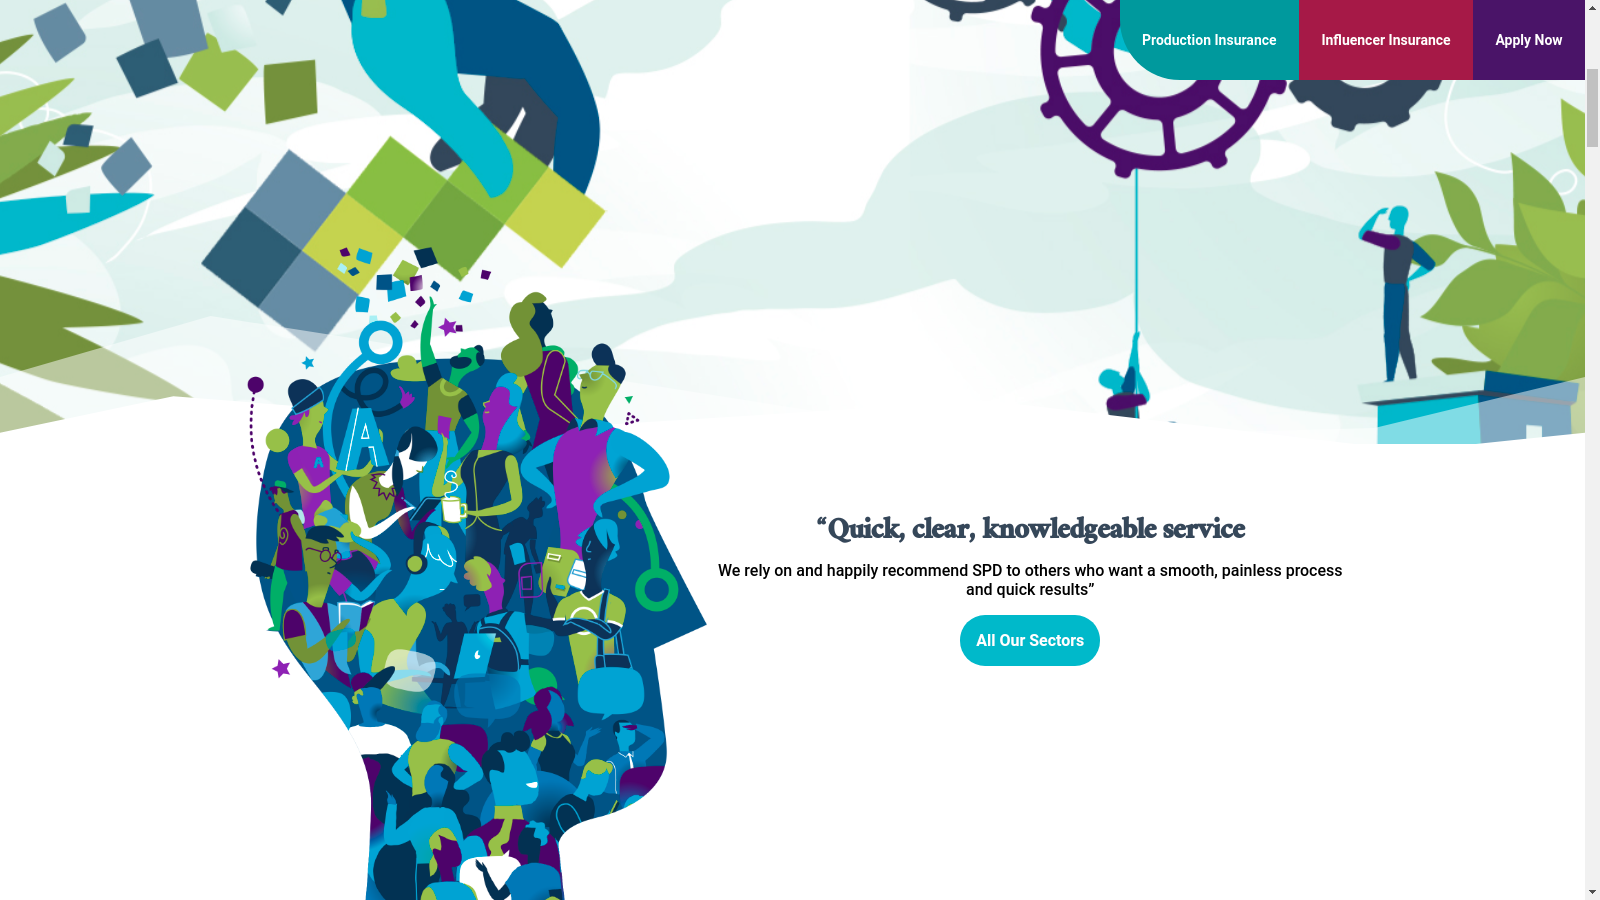 Production Insurance
Influencer Insurance
Apply Now
A
A
S
“Quick, clear, knowledgeable service
We rely on and happily recommend SPD to others who want a smooth, painless process
and quick results”
All Our Sectors